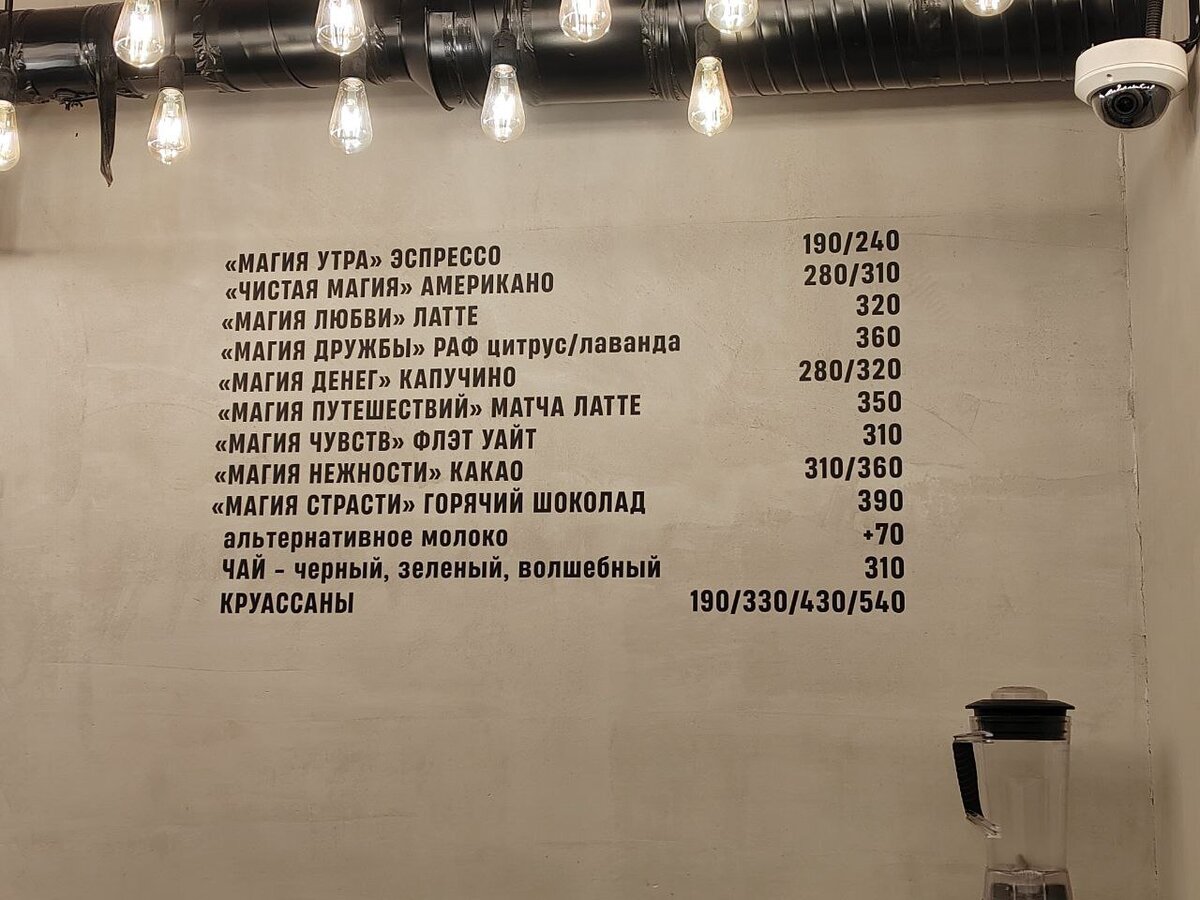 «МАГИЯ УТРА» ЭСПРЕССО 190/240
«ЧИСТАЯ МАГИЯ» АМЕРИКАНО 280/310
«МАГИЯ ЛЮБВИ» ЛАТТЕ 320
«МАГИЯ ДРУЖБЫ» РАФ цитрус/лаванда 360
«МАГИЯ ДЕНЕГ» КАПУЧИНО 280/320
«МАГИЯ ПУТЕШЕСТВИЙ» МАТЧА ЛАТТЕ 350
«МАГИЯ ЧУВСТВ» ФЛЭТ УАЙТ 310
«МАГИЯ НЕЖНОСТИ» КАКАО 310/360
«МАГИЯ СТРАСТИ» ГОРЯЧИЙ ШОКОЛАД 390
альтернативное молоко +70
ЧАЙ - черный, зеленый, волшебный 310
КРУАССАНЫ 190/330/430/540